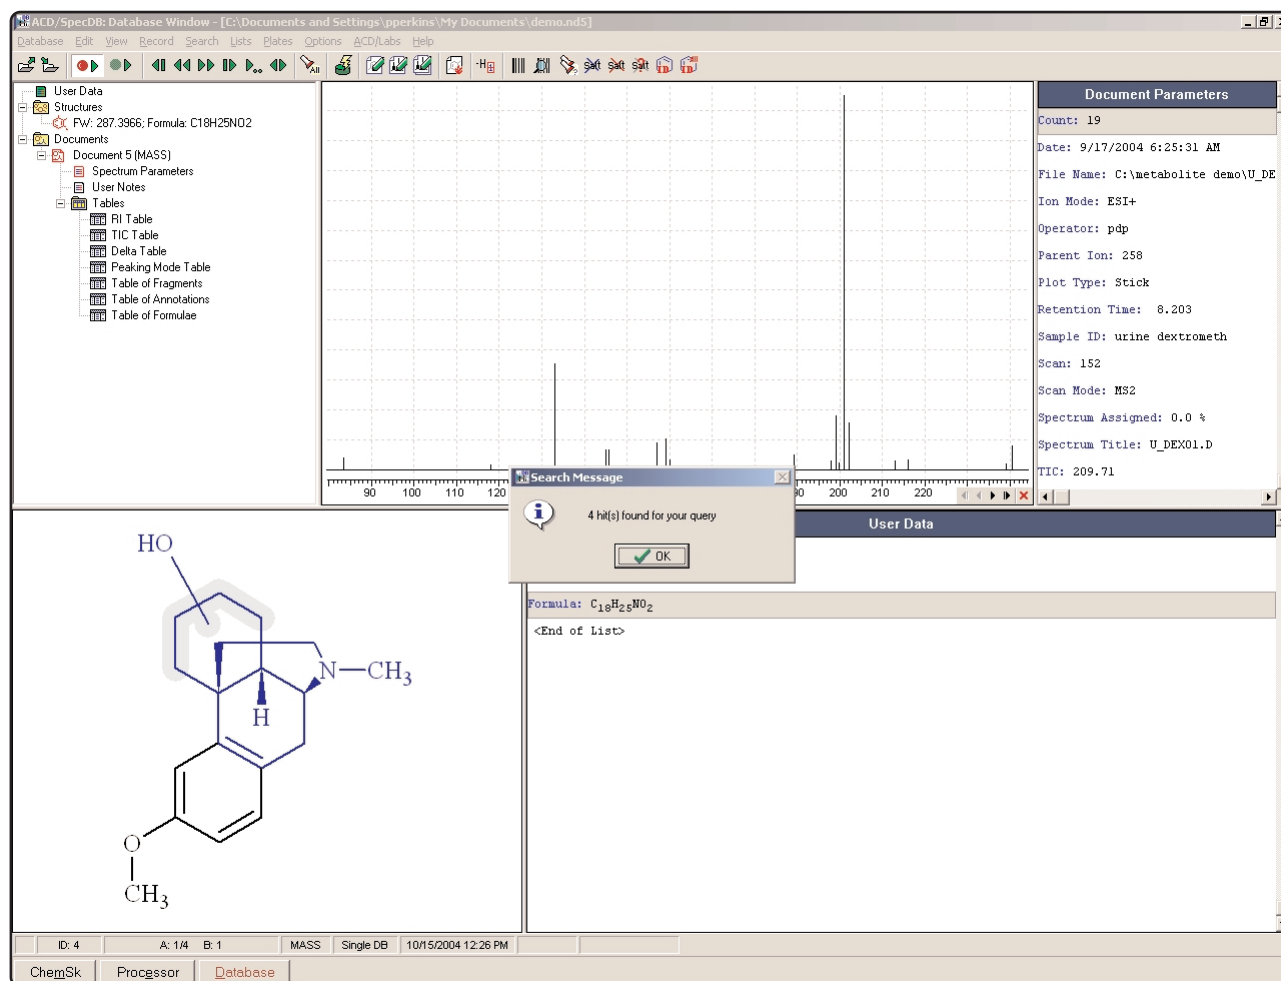 ACD/SpecDB: Database Window - [C:\Documents and Settings\pperkins\My Documents\demo.nd5]
Database Edit View Record Search Lists Plates Options ACD/Labs Help
All -H salt salt salt
User Data
Structures
FW: 287.3966; Formula: C18H25NO2
Documents
Document 5 (MASS)
Spectrum Parameters
User Notes
Tables
RI Table
TIC Table
Delta Table
Peaking Mode Table
Table of Fragments
Table of Annotations
Table of Formulae
90 100 110 120 200 210 220
Document Parameters
Count: 19
Date: 9/17/2004 6:25:31 AM
File Name: C:\metabolite demo\U_DE
Ion Mode: ESI+
Operator: pdp
Parent Ion: 258
Plot Type: Stick
Retention Time: 8.203
Sample ID: urine dextrometh
Scan: 152
Scan Mode: MS2
Spectrum Assigned: 0.0 %
Spectrum Title: U_DEX01.D
TIC: 209.71
Search Message
4 hit(s) found for your query
OK
HO
N
CH3
H
O
CH3
User Data
Formula: C18H25NO2
<End of List>
ID: 4 A: 1/4 B: 1 MASS Single DB 10/15/2004 12:26 PM
ChemSk Processor Database